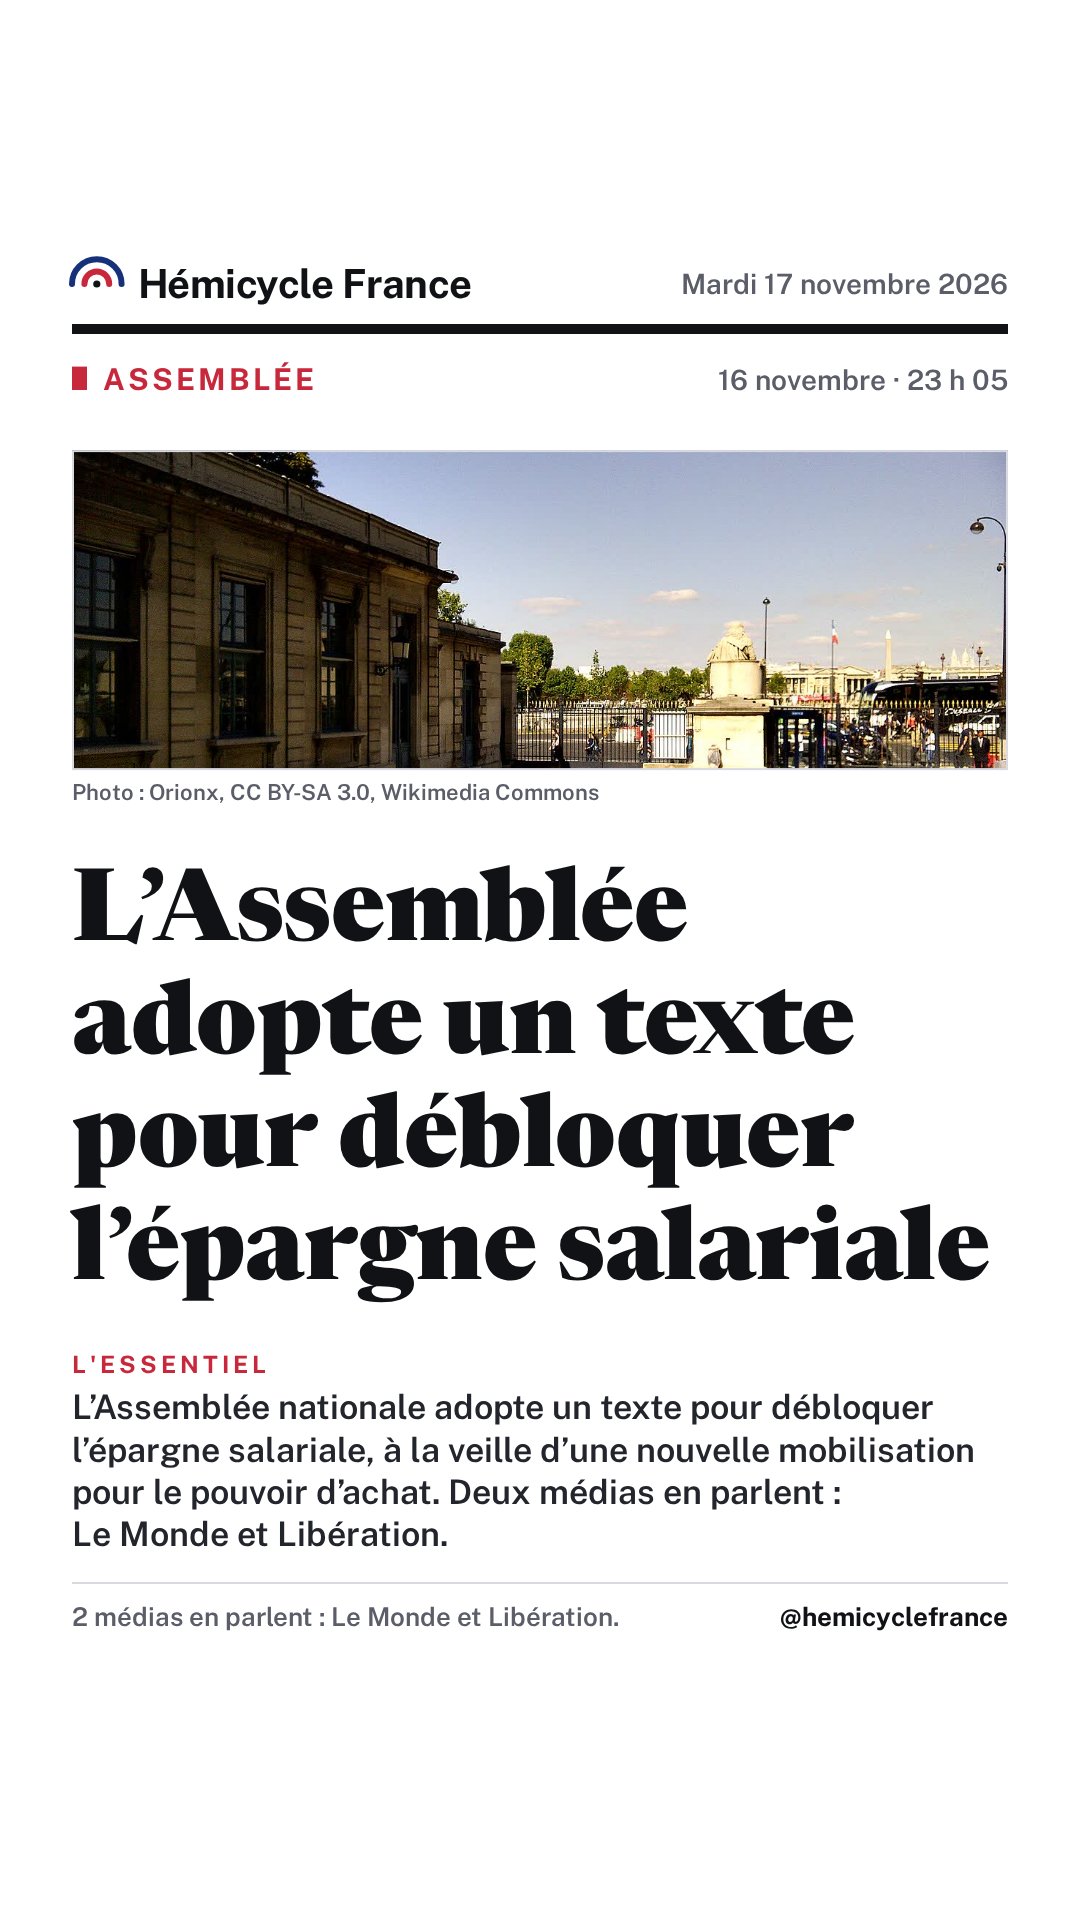 Hémicycle France
Mardi 17 novembre 2026
ASSEMBLÉE
16 novembre · 23 h 05
Photo : Orionx, CC BY-SA 3.0, Wikimedia Commons
L’Assemblée
adopte un texte
pour débloquer
l’épargne salariale
L'ESSENTIEL
L’Assemblée nationale adopte un texte pour débloquer
l’épargne salariale, à la veille d’une nouvelle mobilisation
pour le pouvoir d’achat. Deux médias en parlent :
Le Monde et Libération.
2 médias en parlent : Le Monde et Libération.
@hemicyclefrance